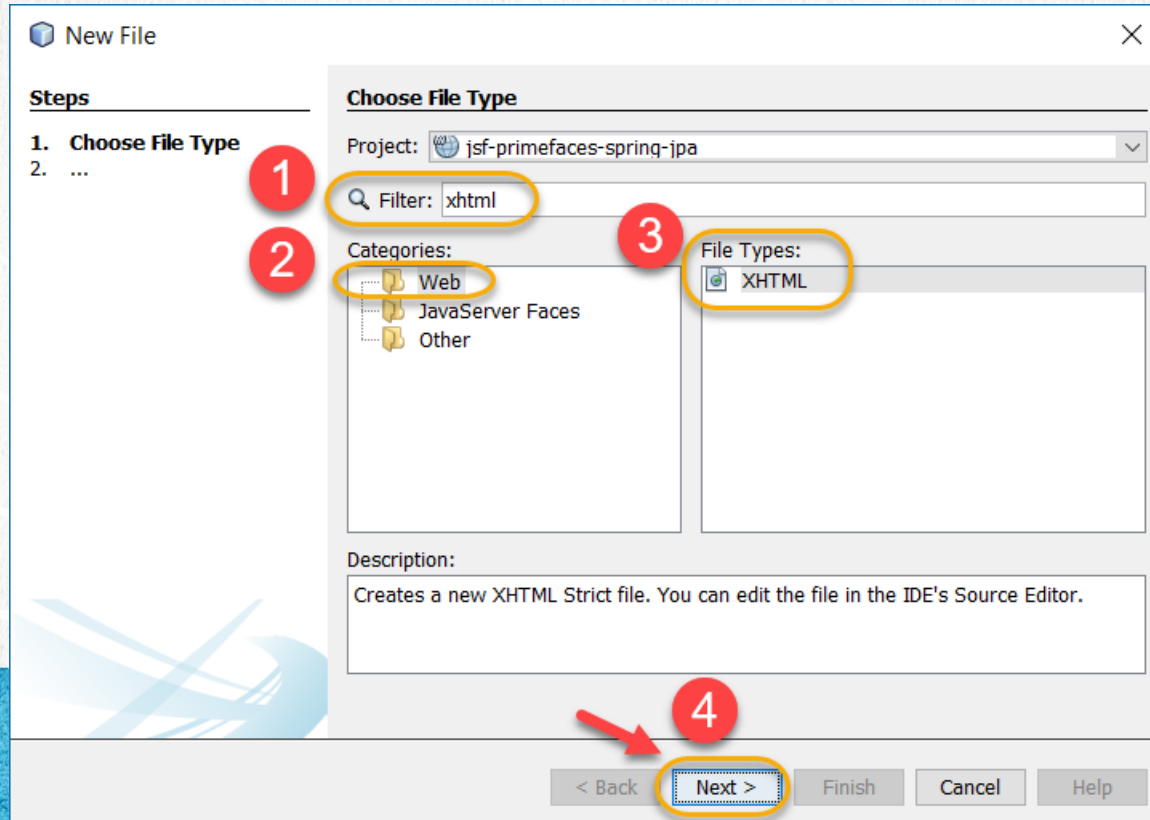 New File
Steps
1. Choose File Type
2. ...
Choose File Type
Project: jsf-primefaces-spring-jpa
1
Filter: xhtml
2
Categories:
Web
JavaServer Faces
Other
3
File Types:
XHTML
Description:
Creates a new XHTML Strict file. You can edit the file in the IDE's Source Editor.
4
< Back Next > Finish Cancel Help